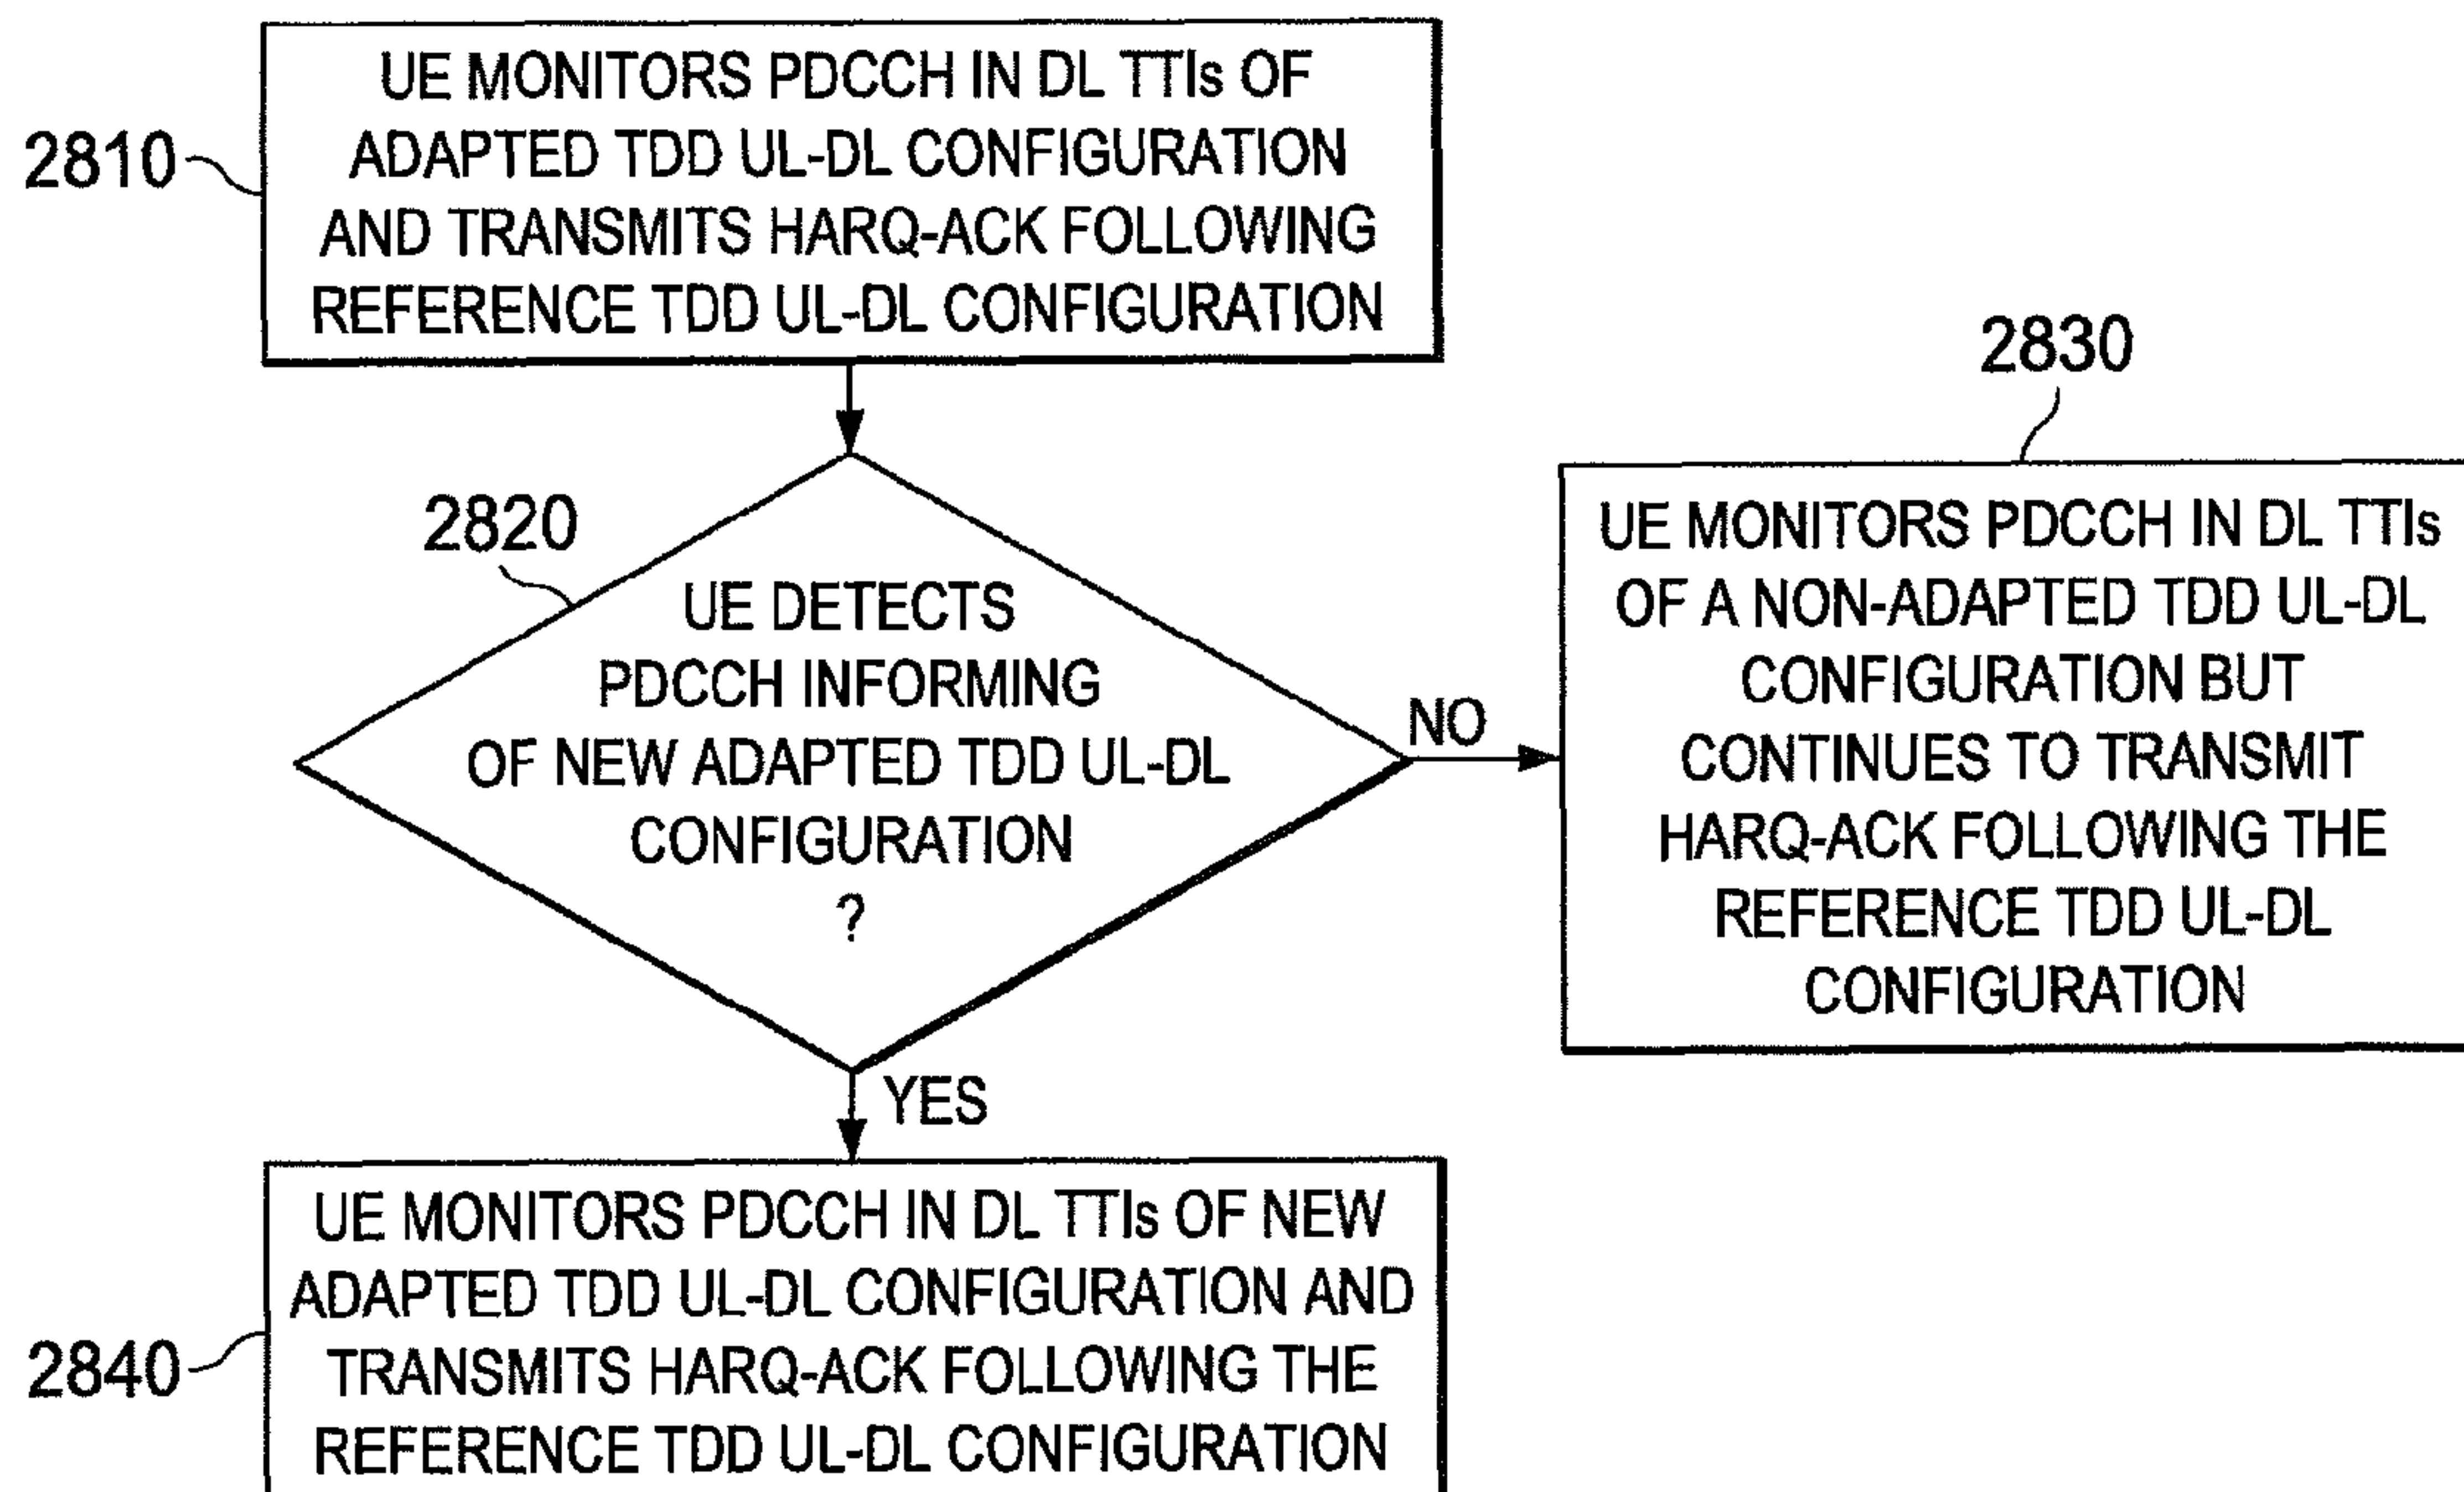 2810
UE MONITORS PDCCH IN DL TTIs OF
ADAPTED TDD UL-DL CONFIGURATION
AND TRANSMITS HARQ-ACK FOLLOWING
REFERENCE TDD UL-DL CONFIGURATION
2820
UE DETECTS
PDCCH INFORMING
OF NEW ADAPTED TDD UL-DL
CONFIGURATION
?
NO
YES
2830
UE MONITORS PDCCH IN DL TTIs
OF A NON-ADAPTED TDD UL-DL
CONFIGURATION BUT
CONTINUES TO TRANSMIT
HARQ-ACK FOLLOWING THE
REFERENCE TDD UL-DL
CONFIGURATION
2840
UE MONITORS PDCCH IN DL TTIs OF NEW
ADAPTED TDD UL-DL CONFIGURATION AND
TRANSMITS HARQ-ACK FOLLOWING THE
REFERENCE TDD UL-DL CONFIGURATION